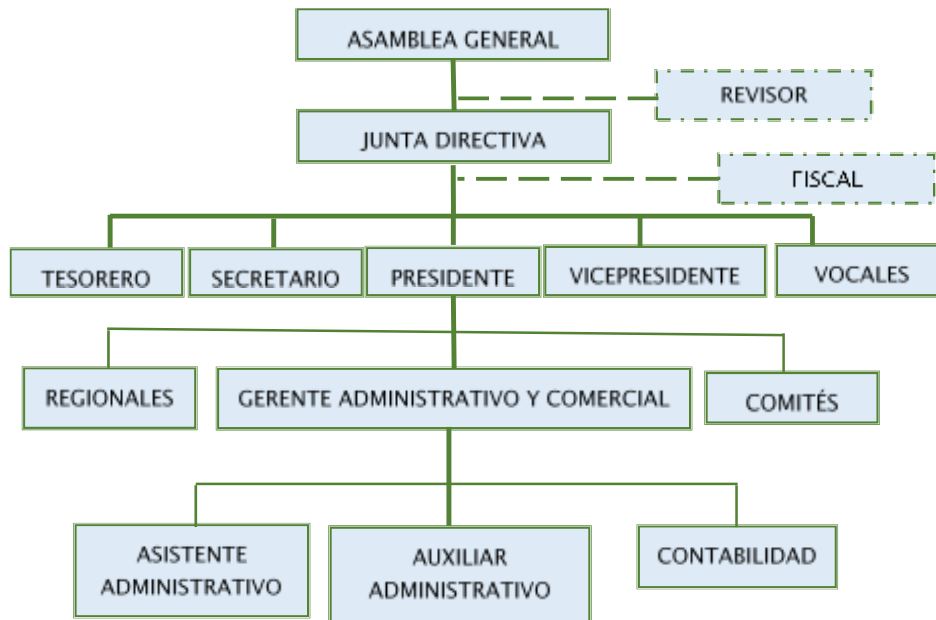 ASAMBLEA GENERAL
REVISOR
JUNTA DIRECTIVA
FISCAL
TESORERO
SECRETARIO
PRESIDENTE
VICEPRESIDENTE
VOCALES
REGIONALES
GERENTE ADMINISTRATIVO Y COMERCIAL
COMITÉS
ASISTENTE
ADMINISTRATIVO
AUXILIAR
ADMINISTRATIVO
CONTABILIDAD